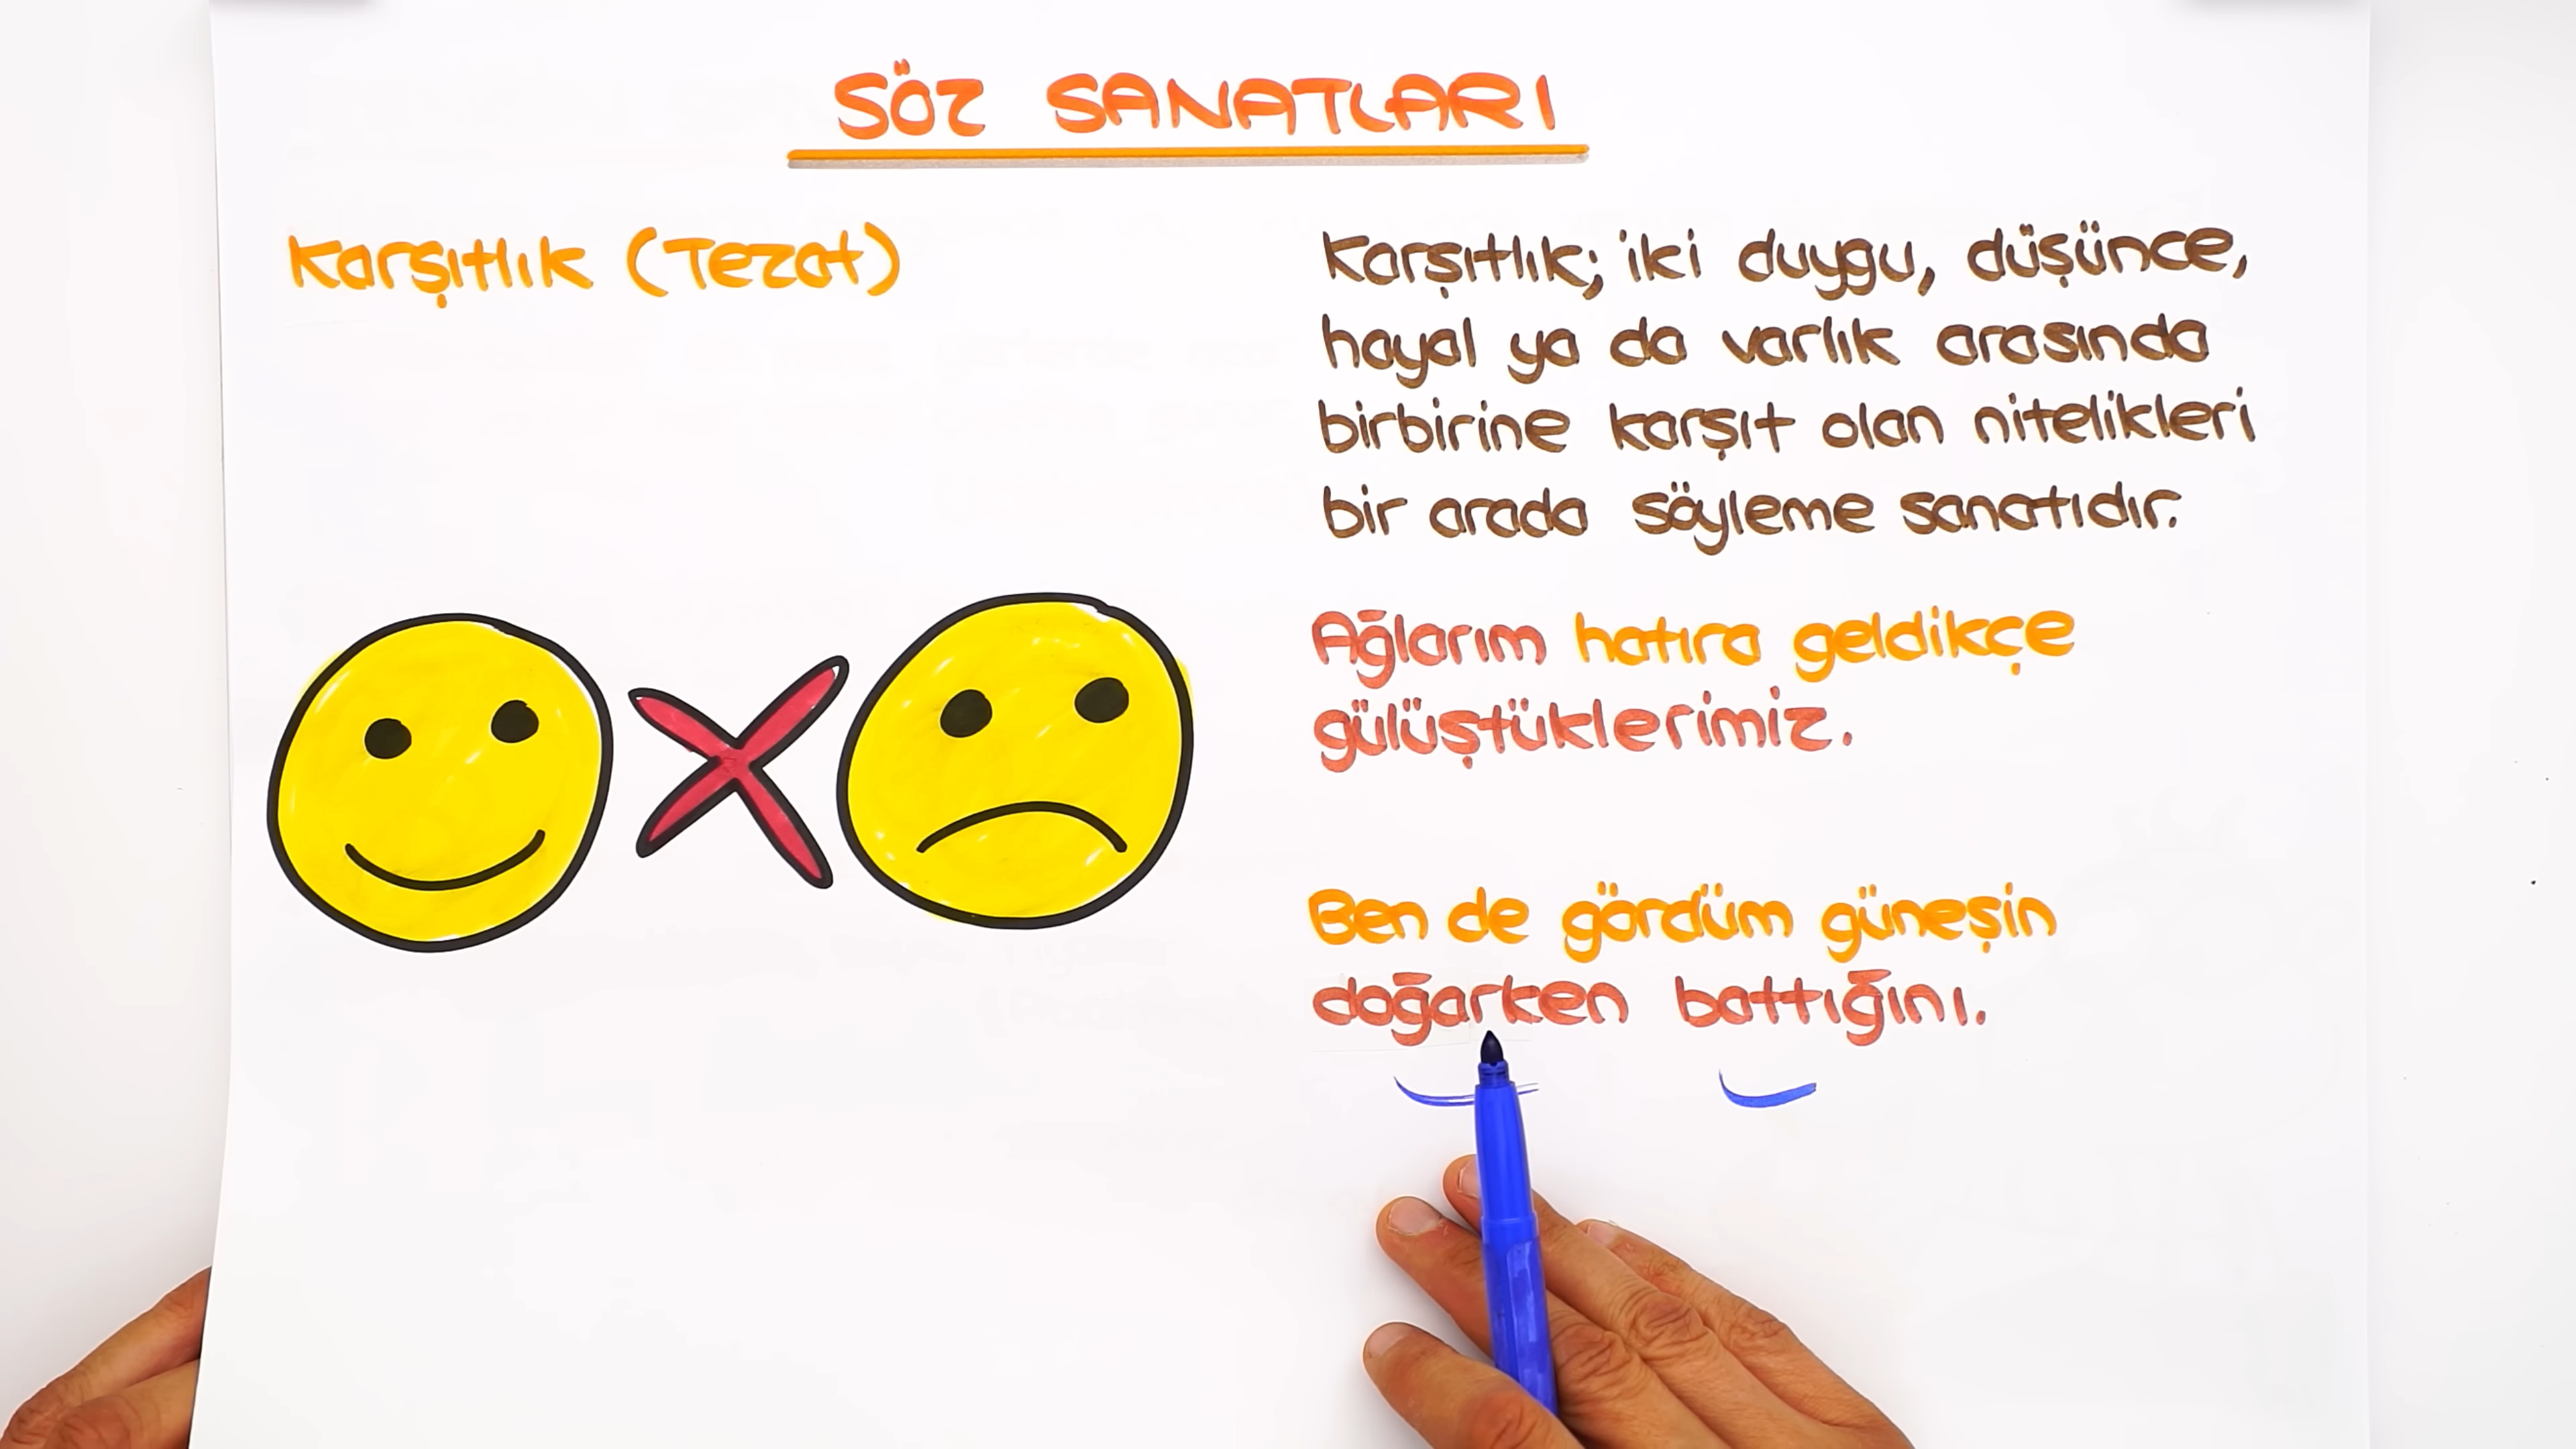 SÖZ SANATLARI
Karşıtlık (Tezat)
Karşıtlık; iki duygu, düşünce,
hayal ya da varlık arasında
birbirine karşıt olan nitelikleri
bir arada söyleme sanatıdır.
Ağlarım hatıra geldikçe
gülüştüklerimiz.
Ben de gördüm güneşin
doğarken battığını.